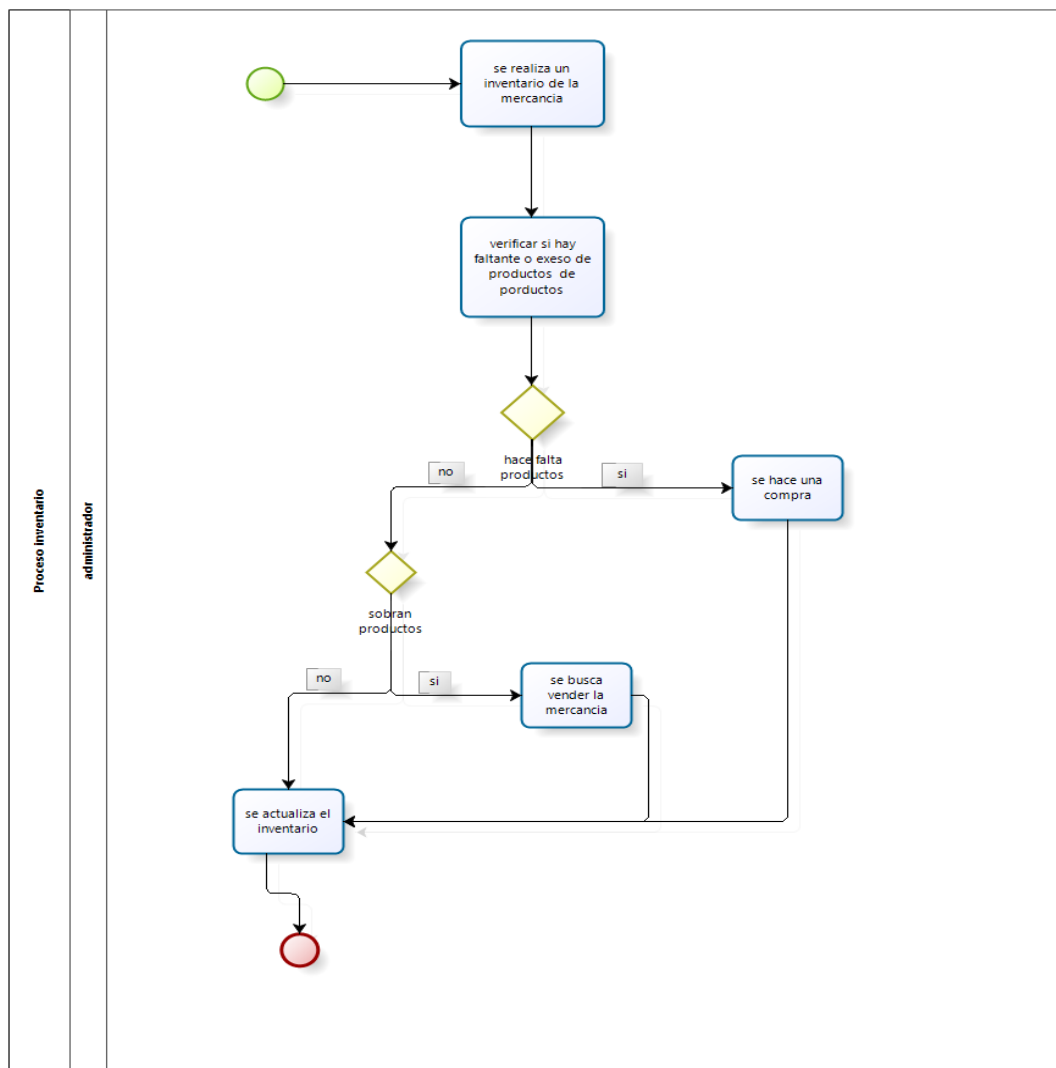 Proceso inventario
administrador
se realiza un
inventario de la
mercancia
verificar si hay
faltante o exeso de
productos  de
porductos
hace falta
productos
no
si
se hace una
compra
sobran
productos
no
si
se busca
vender la
mercancia
se actualiza el
inventario